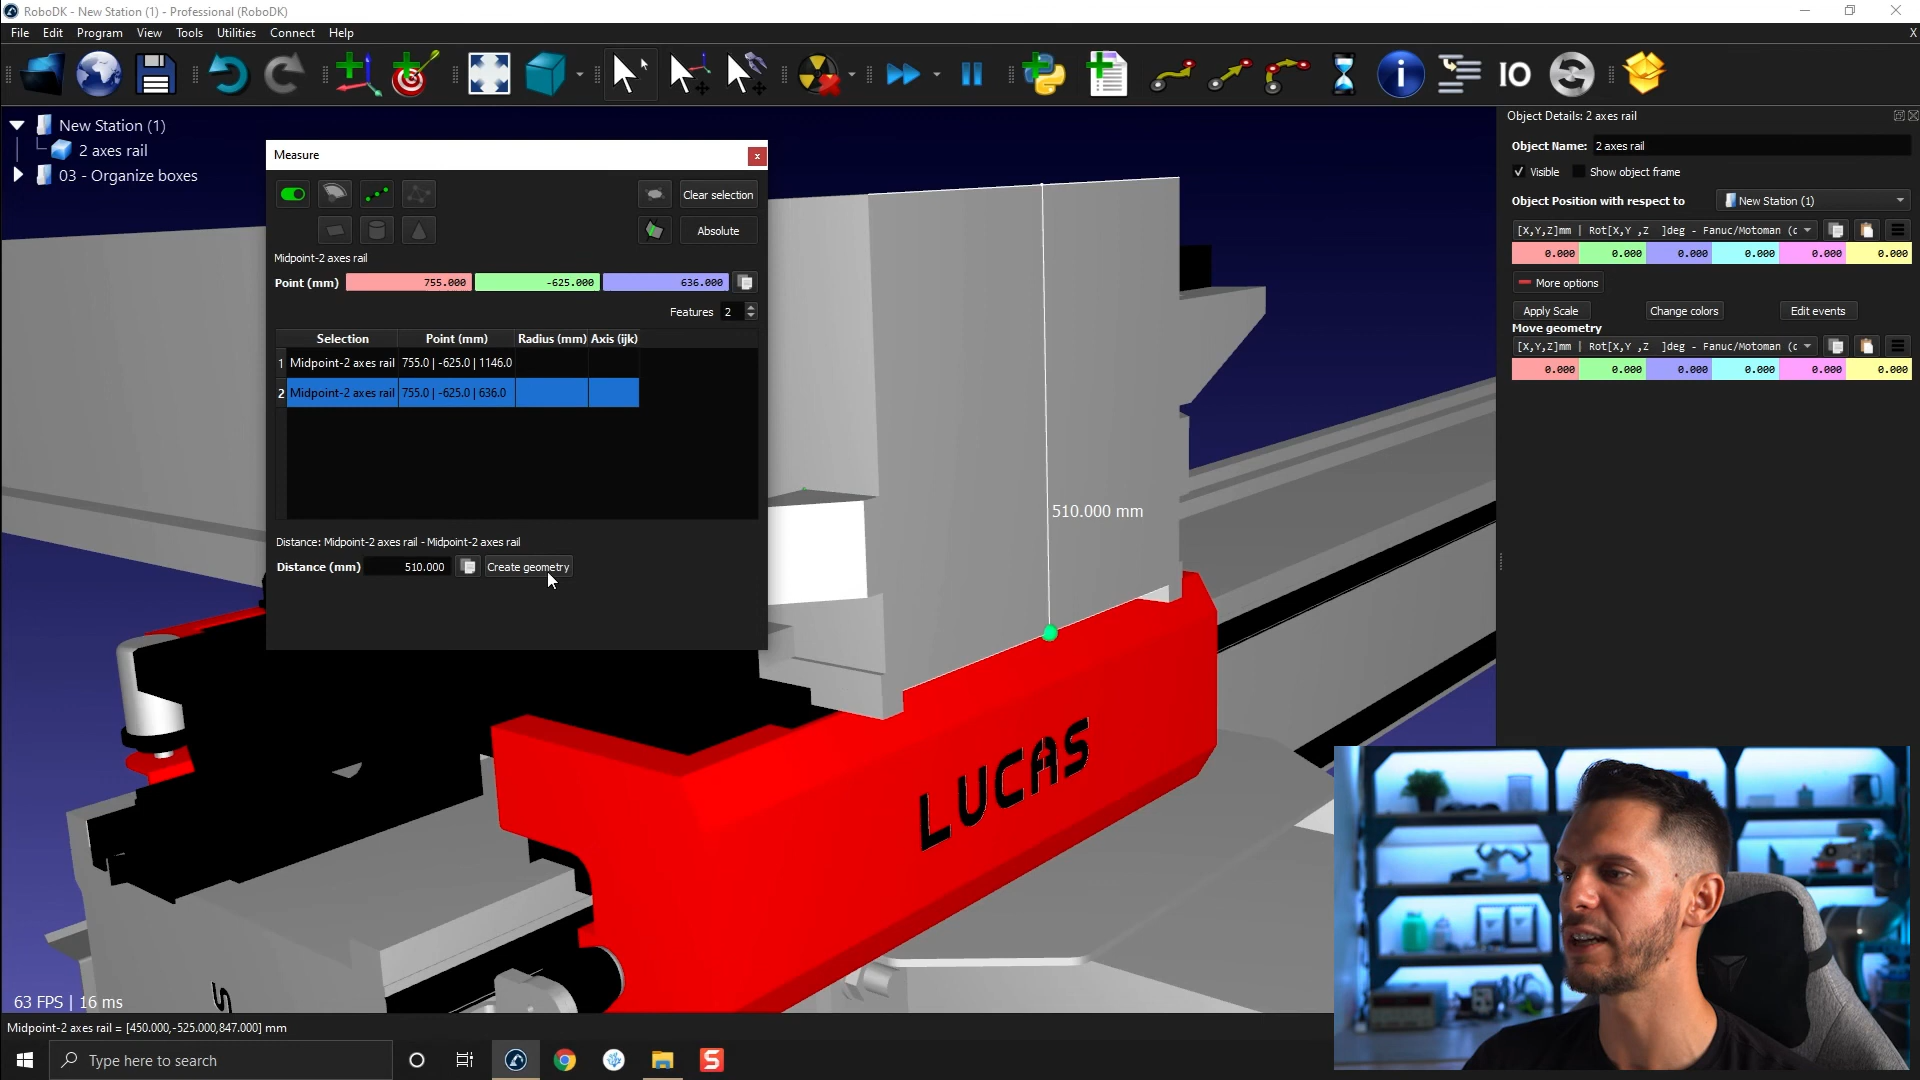 RoboDK - New Station (1) - Professional (RoboDK)
File Edit Program View Tools Utilities Connect Help
X
IO
New Station (1)
2 axes rail
03 - Organize boxes
Measure
Clear selection
Absolute
Midpoint-2 axes rail
Point (mm) 755.000 -625.000 636.000
Features 2
Selection Point (mm) Radius (mm) Axis (ijk)
1 Midpoint-2 axes rail 755.0 | -625.0 | 1146.0
2 Midpoint-2 axes rail 755.0 | -625.0 | 636.0
Distance: Midpoint-2 axes rail - Midpoint-2 axes rail
Distance (mm) 510.000 Create geometry
510.000 mm
LUCAS
S
Object Details: 2 axes rail
Object Name: 2 axes rail
Visible Show object frame
Object Position with respect to New Station (1)
[X,Y,Z]mm | Rot[X,Y ,Z ]deg - Fanuc/Motoman (c
0.000 0.000 0.000 0.000 0.000 0.000
More options
Apply Scale Change colors Edit events
Move geometry
[X,Y,Z]mm | Rot[X,Y ,Z ]deg - Fanuc/Motoman (c
0.000 0.000 0.000 0.000 0.000 0.000
63 FPS | 16 ms
Midpoint-2 axes rail = [450.000,-525.000,847.000] mm
Type here to search
S